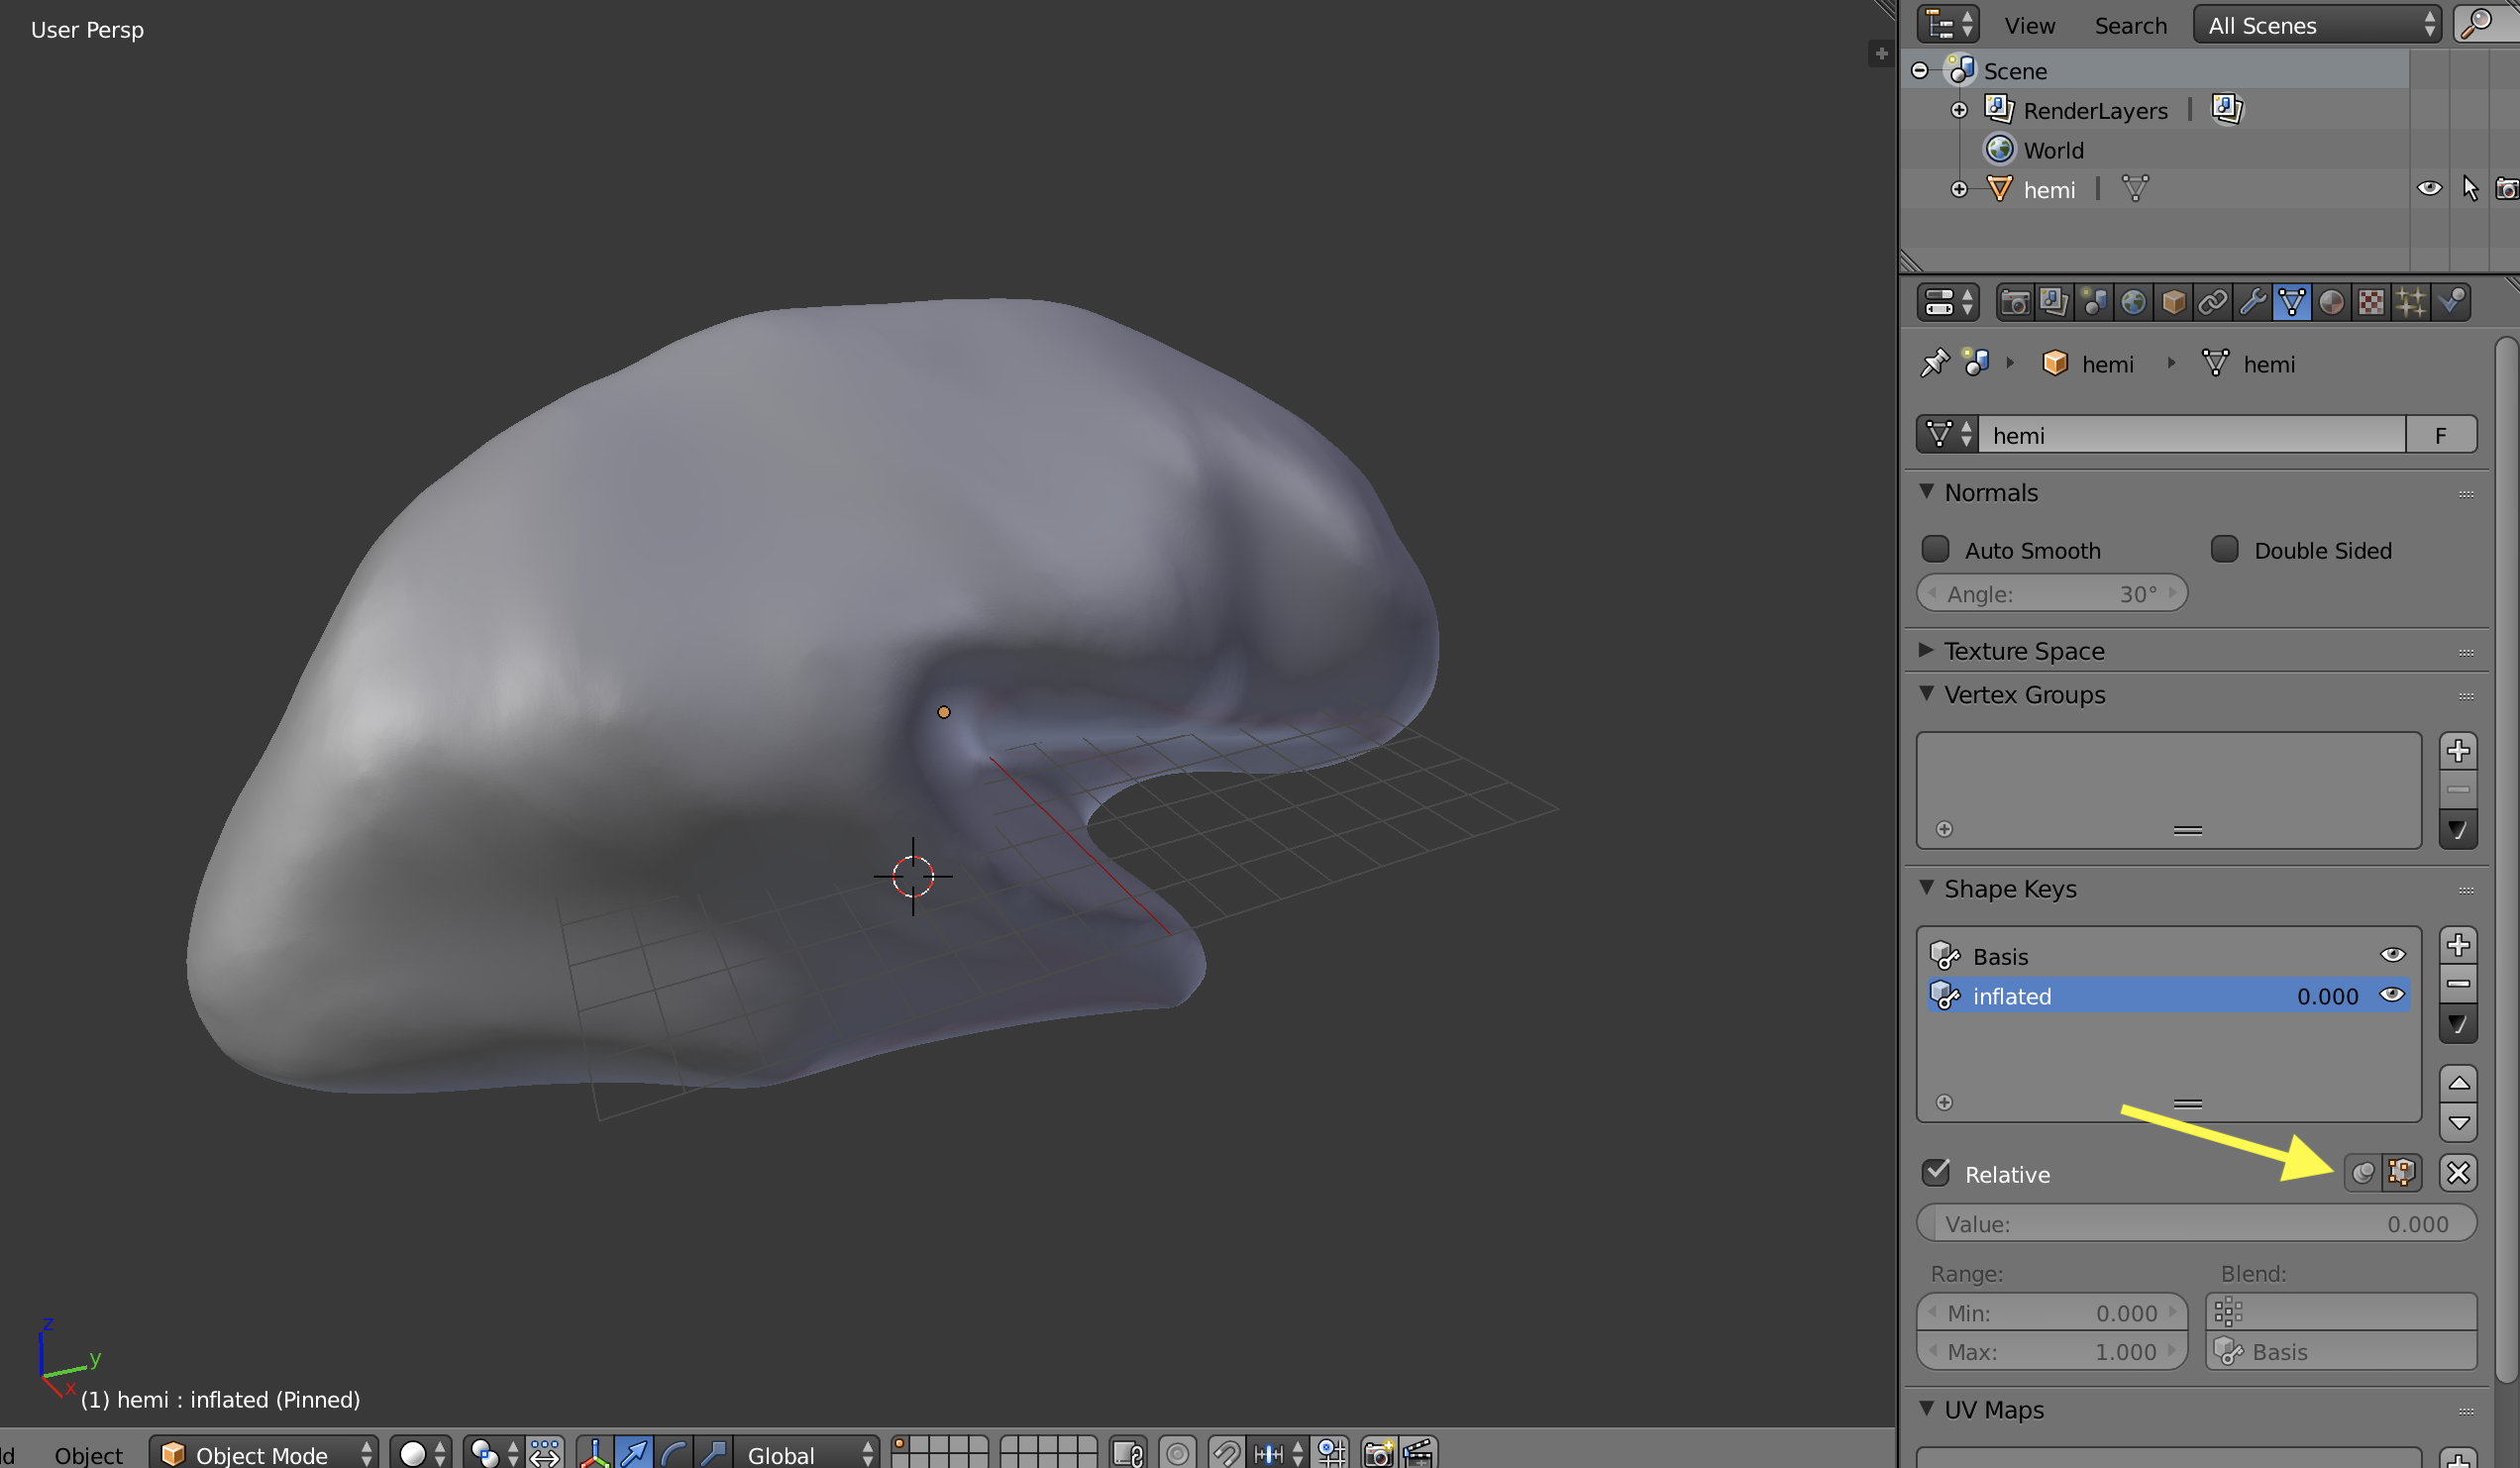 User Persp
View Search All Scenes
Scene
RenderLayers
World
hemi
hemi hemi
hemi F
Normals
Auto Smooth Double Sided
Angle: 30°
Texture Space
Vertex Groups
Shape Keys
Basis
inflated 0.000
Relative
Value: 0.000
Range: Blend:
Min: 0.000
Max: 1.000 Basis
UV Maps
z
y
x
(1) hemi : inflated (Pinned)
d Object Object Mode Global